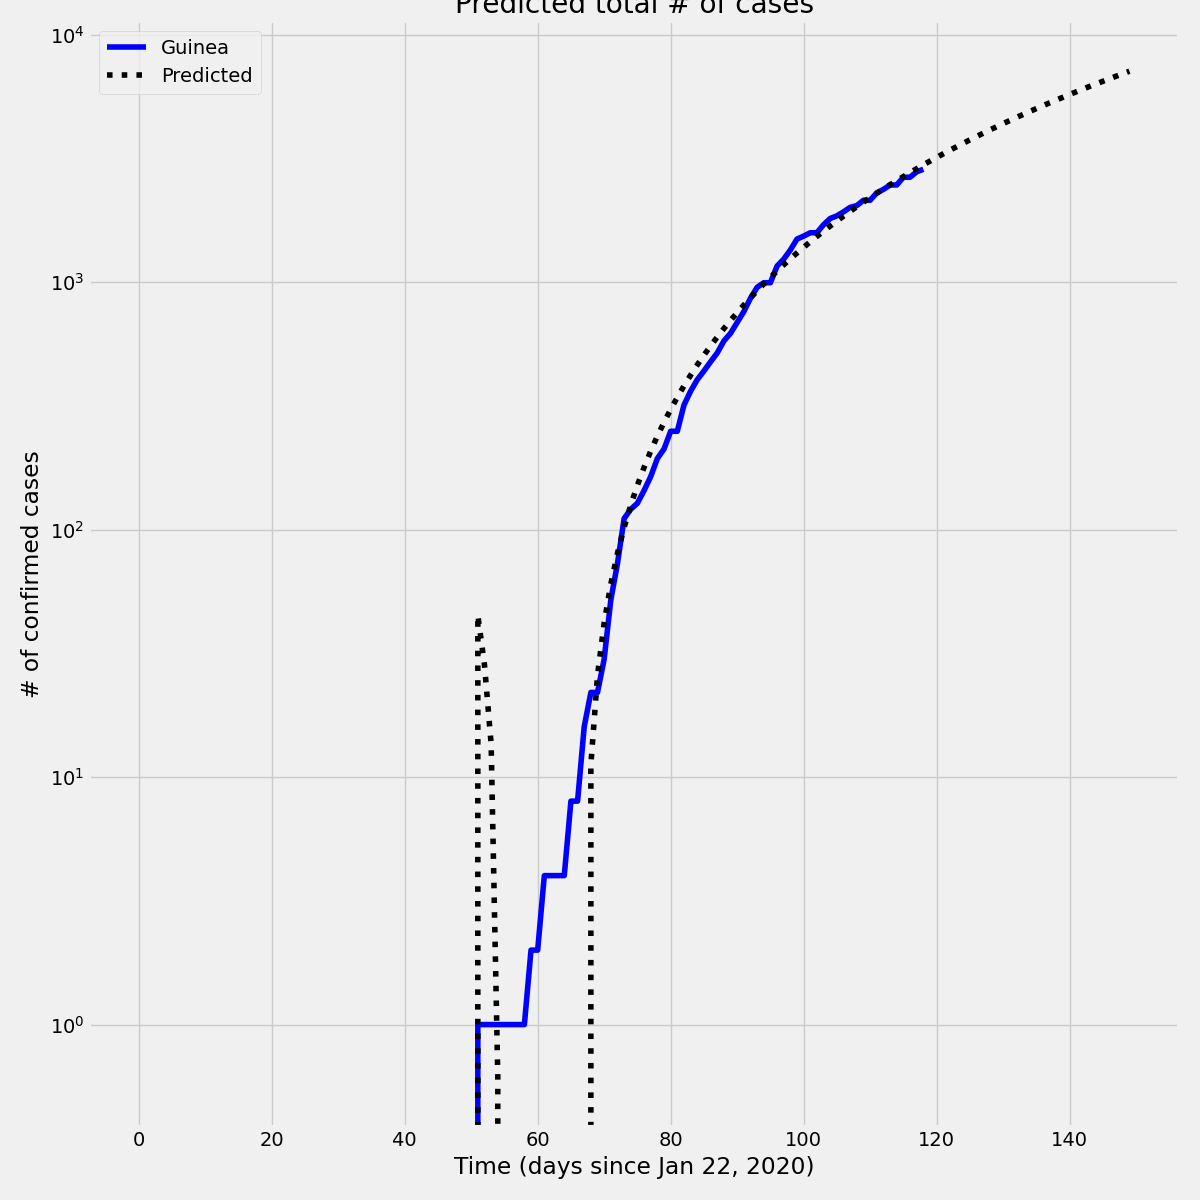 Predicted total # of cases
Guinea
Predicted
10⁴
10³
10²
10¹
10⁰
# of confirmed cases
0 20 40 60 80 100 120 140
Time (days since Jan 22, 2020)